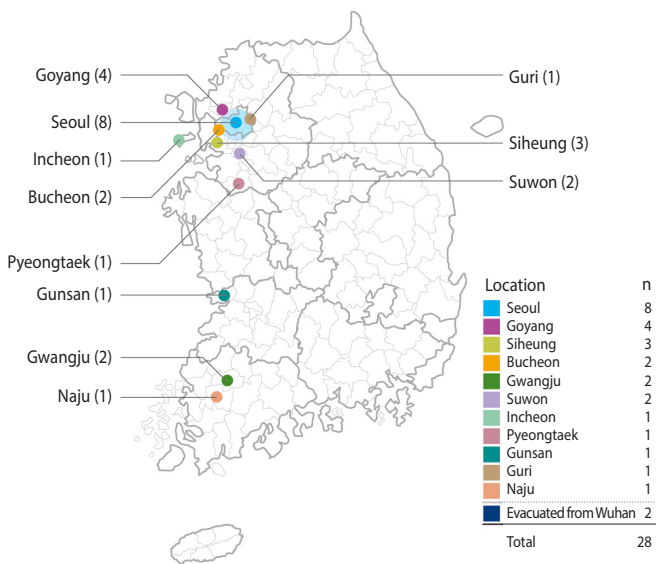 Goyang (4)
Seoul (8)
Incheon (1)
Bucheon (2)
Pyeongtaek (1)
Gunsan (1)
Gwangju (2)
Naju (1)
Guri (1)
Siheung (3)
Suwon (2)
Location n
Seoul 8
Goyang 4
Siheung 3
Bucheon 2
Gwangju 2
Suwon 2
Incheon 1
Pyeongtaek 1
Gunsan 1
Guri 1
Naju 1
Evacuated from Wuhan 2
Total 28